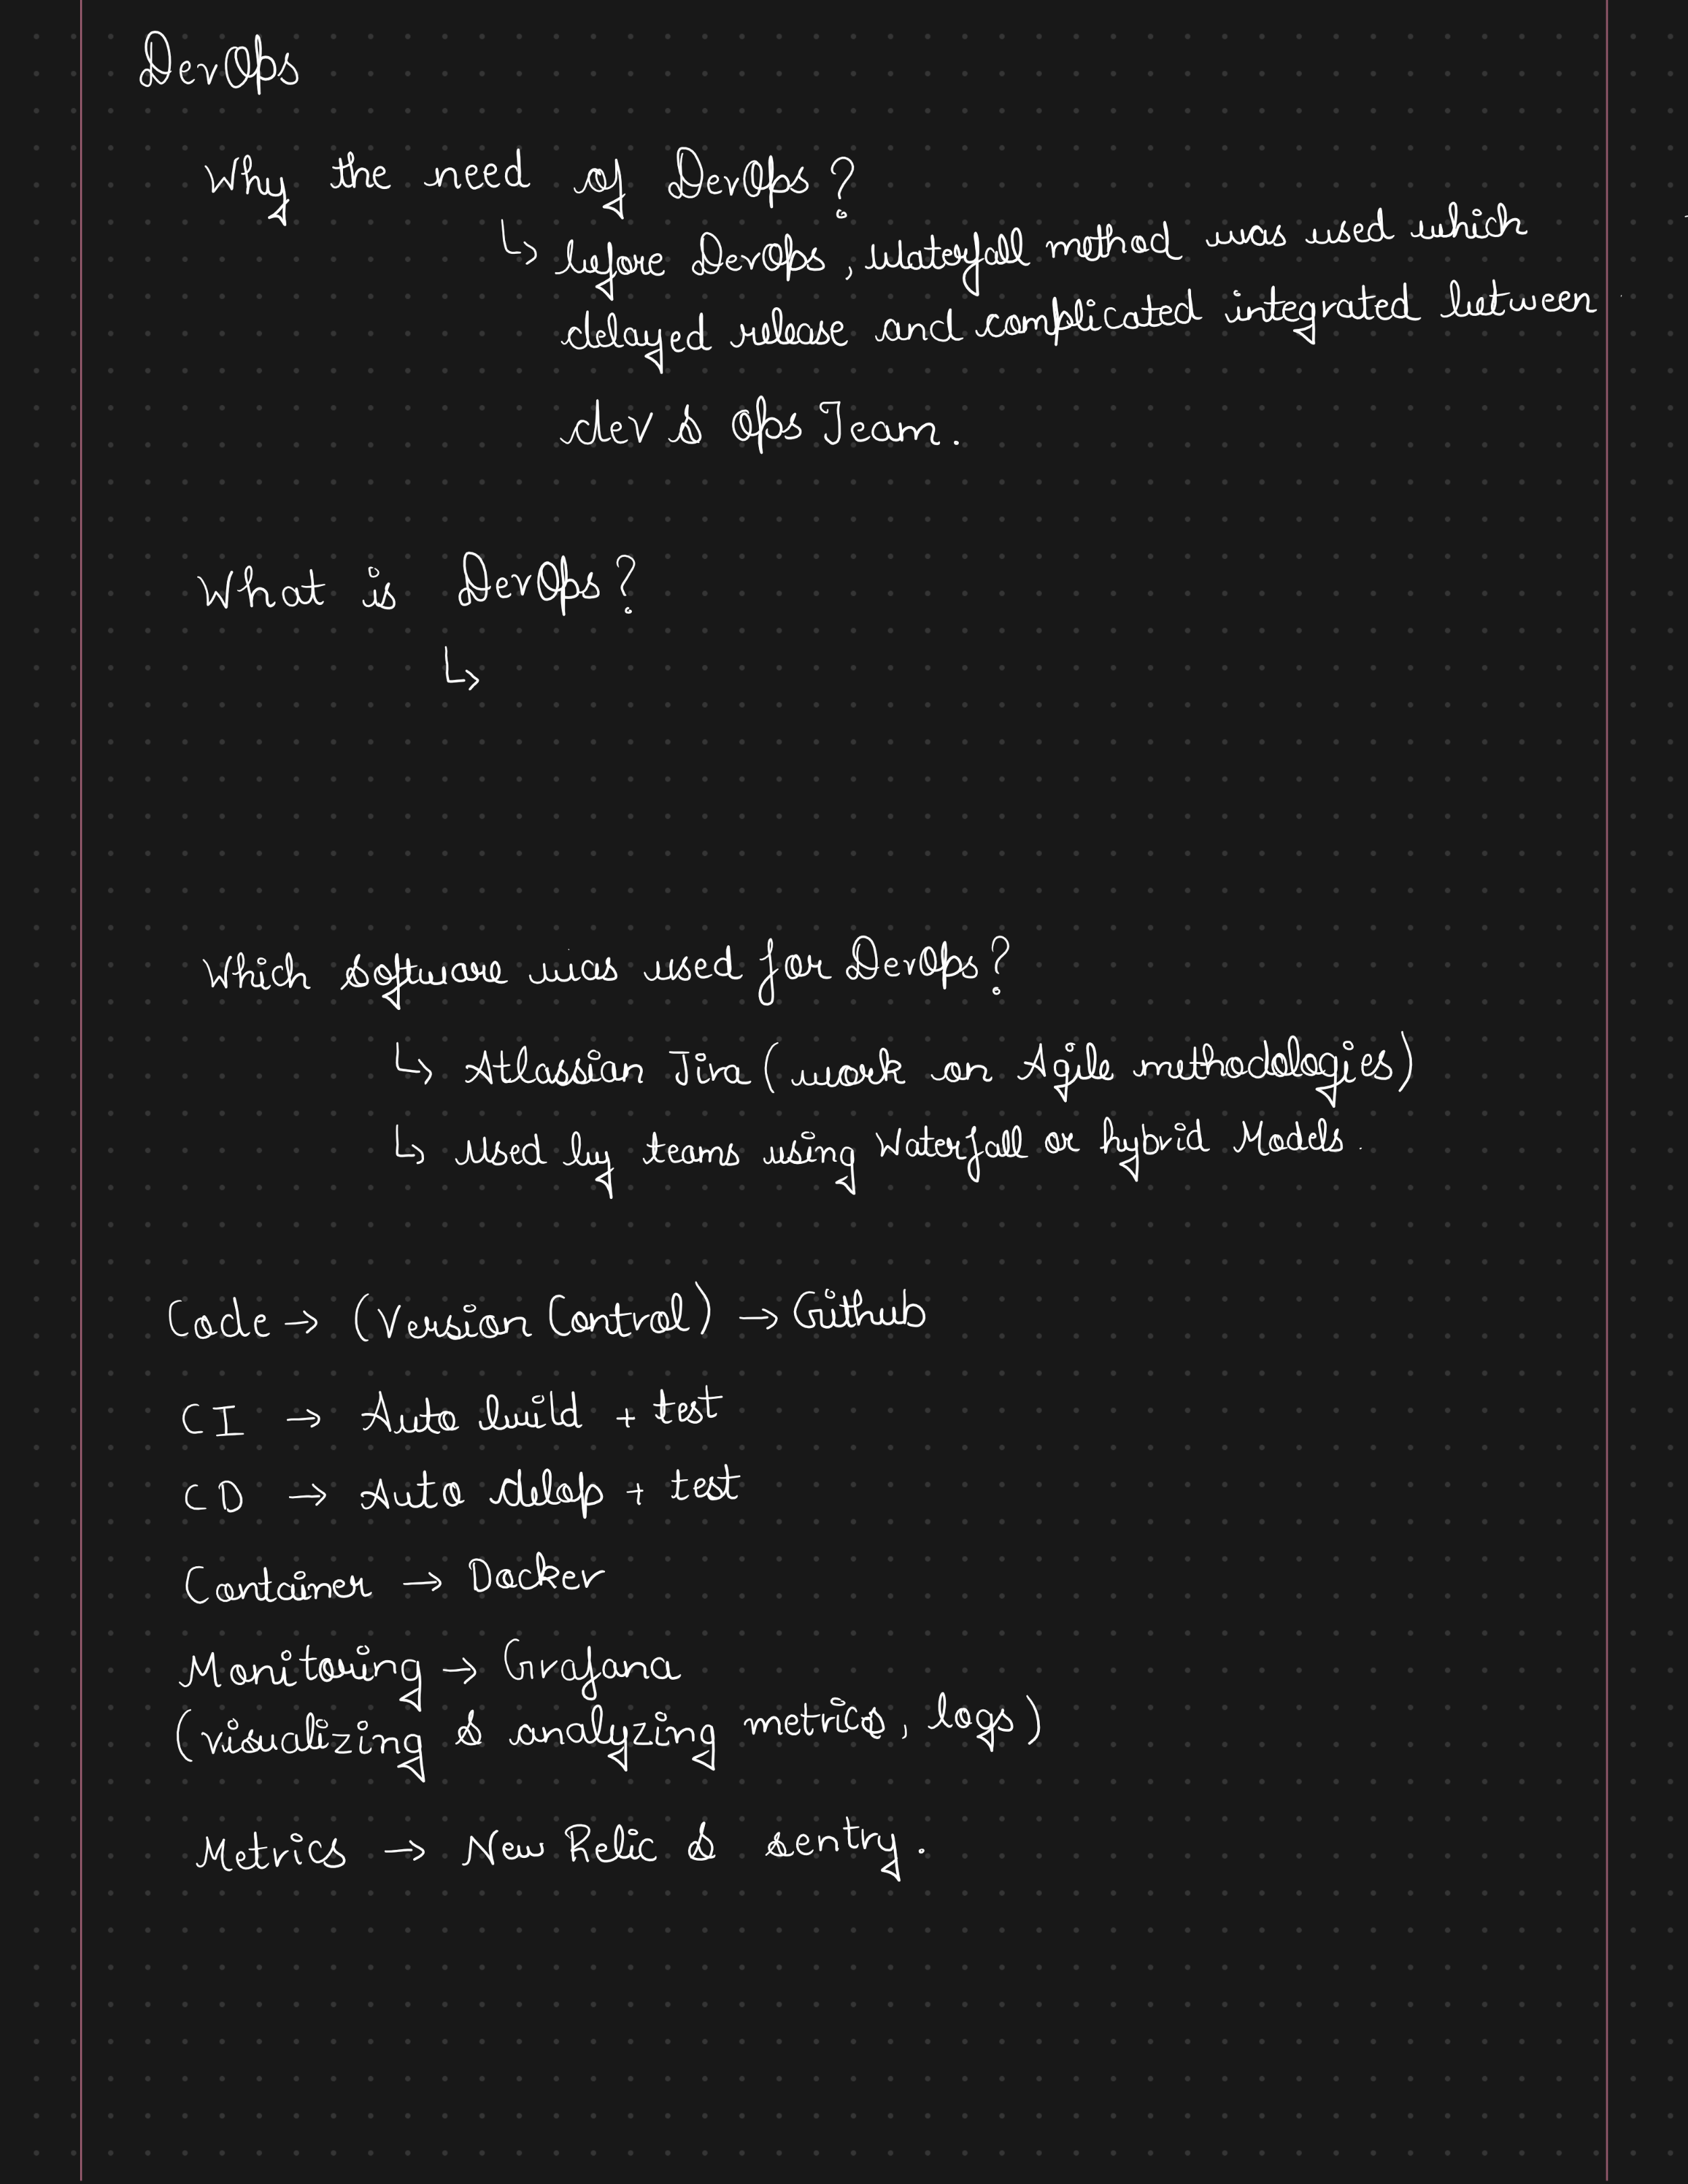 DevOps
Why the need of DevOps?
↳ before DevOps, Waterfall method was used which
delayed release and complicated integrated between
dev & Ops Team.
What is DevOps?
↳
Which software was used for DevOps?
↳ Atlassian Jira (work on Agile methodologies)
↳ Used by teams using Waterfall or hybrid Models.
Code → (Version Control) → Github
CI → Auto build + test
CD → Auto delop + test
Container → Docker
Monitoring → Grafana
(visualizing & analyzing metrics, logs)
Metrics → New Relic & sentry.